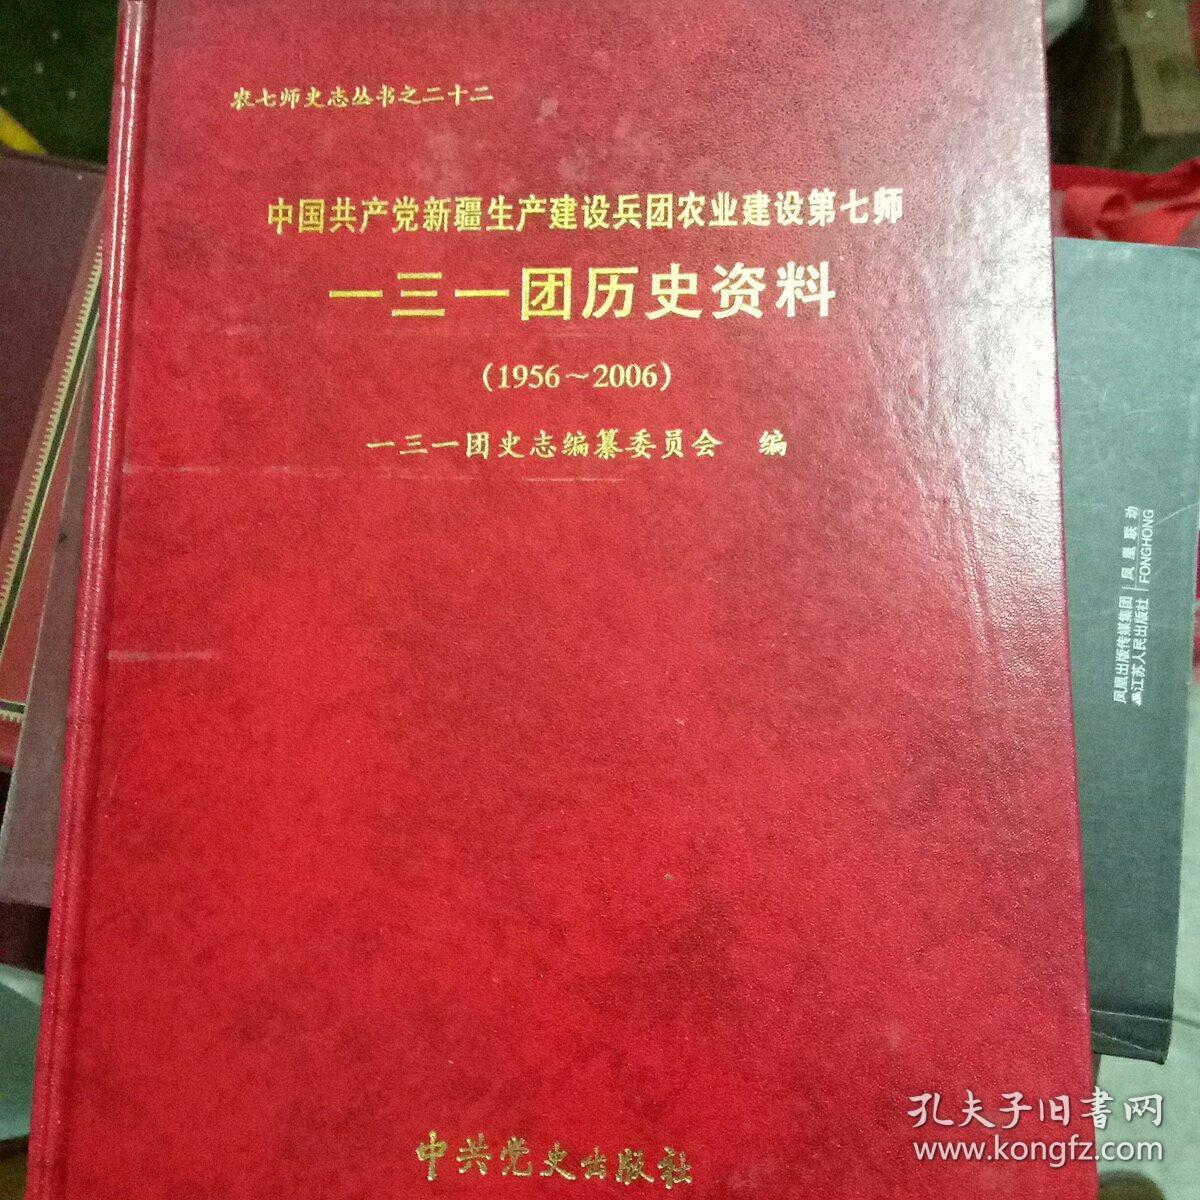 农七师史志丛书之二十二
中国共产党新疆生产建设兵团农业建设第七师
一三一团历史资料
(1956～2006)
一三一团史志编纂委员会 编
中共党史出版社
凤凰出版传媒集团
江苏人民出版社
凤凰联动
FONGHONG
孔夫子旧书网
www.kongfz.com